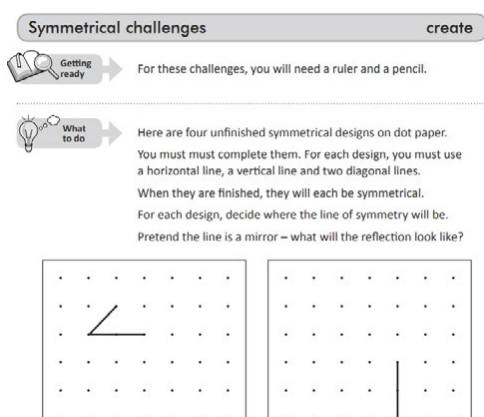 Symmetrical challenges create
Getting
ready
For these challenges, you will need a ruler and a pencil.
What
to do
Here are four unfinished symmetrical designs on dot paper.
You must must complete them. For each design, you must use
a horizontal line, a vertical line and two diagonal lines.
When they are finished, they will each be symmetrical.
For each design, decide where the line of symmetry will be.
Pretend the line is a mirror – what will the reflection look like?